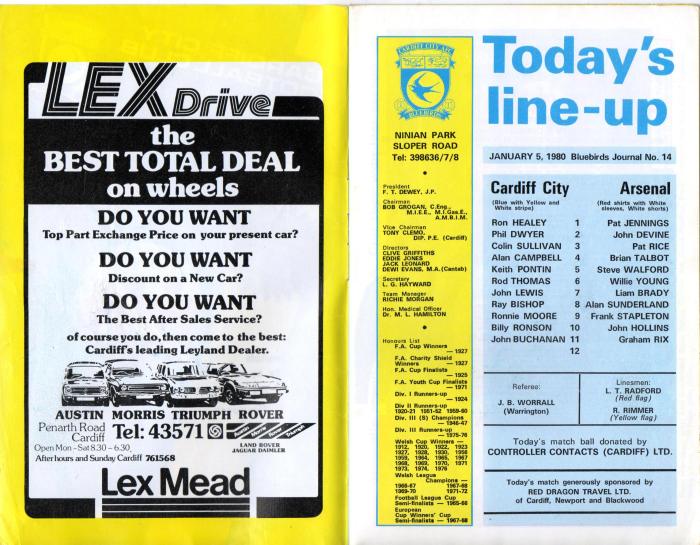 LEX Drive
the
BEST TOTAL DEAL
on wheels
DO YOU WANT
Top Part Exchange Price on your present car?
DO YOU WANT
Discount on a New Car?
DO YOU WANT
The Best After Sales Service?
of course you do, then come to the best:
Cardiff's leading Leyland Dealer.
AUSTIN MORRIS TRIUMPH ROVER
Penarth Road
Cardiff
Tel: 43571
Open Mon - Sat 8.30 - 6.30.
After hours and Sunday Cardiff 761568
LAND ROVER
JAGUAR DAIMLER
Lex Mead
CARDIFF CITY A.F.C.
BLUEBIRDS
NINIAN PARK
SLOPER ROAD
Tel: 398636/7/8
President
F. T. DEWEY, J.P.
Chairman
BOB GROGAN, C.Eng.,
M.I.E.E., M.I.Gas.E.,
A.M.B.I.M.
Vice Chairman
TONY CLEMO,
DIP. P.E. (Cardiff)
Directors
CLIVE GRIFFITHS
EDDIE JONES
JACK LEONARD
DEWI EVANS, M.A. (Cantab)
Secretary
L. G. HAYWARD
Team Manager
RICHIE MORGAN
Hon. Medical Officer
Dr. M. L. HAMILTON
Honours List
F.A. Cup Winners
— 1927
F.A. Charity Shield
Winners — 1927
F.A. Cup Finalists
— 1925
F.A. Youth Cup Finalists
— 1971
Div. I Runners-up
— 1924
Div II Runners-up
1920-21 1951-52 1959-60
Div. III (S) Champions
— 1946-47
Div. III Runners-up
— 1975-76
Welsh Cup Winners —
1912, 1920, 1922, 1923
1927, 1928, 1930, 1956
1959, 1964, 1965, 1967
1968, 1969, 1970, 1971
1973, 1974, 1976
Welsh League
Champions —
1966-67 1967-68
1969-70 1971-72
Football League Cup
Semi-finalists — 1965-66
European
Cup Winners' Cup
Semi-finalists — 1967-68
Today's
line-up
JANUARY 5, 1980 Bluebirds Journal No. 14
Cardiff City Arsenal
(Blue with Yellow and
White stripe)
(Red shirts with White
sleeves, White shorts)
Ron HEALEY 1 Pat JENNINGS
Phil DWYER 2 John DEVINE
Colin SULLIVAN 3 Pat RICE
Alan CAMPBELL 4 Brian TALBOT
Keith PONTIN 5 Steve WALFORD
Rod THOMAS 6 Willie YOUNG
John LEWIS 7 Liam BRADY
Ray BISHOP 8 Alan SUNDERLAND
Ronnie MOORE 9 Frank STAPLETON
Billy RONSON 10 John HOLLINS
John BUCHANAN 11 Graham RIX
12
Referee:
J. B. WORRALL
(Warrington)
Linesmen:
L. T. RADFORD
(Red flag)
R. RIMMER
(Yellow flag)
Today's match ball donated by
CONTROLLER CONTACTS (CARDIFF) LTD.
Today's match generously sponsored by
RED DRAGON TRAVEL LTD.
of Cardiff, Newport and Blackwood